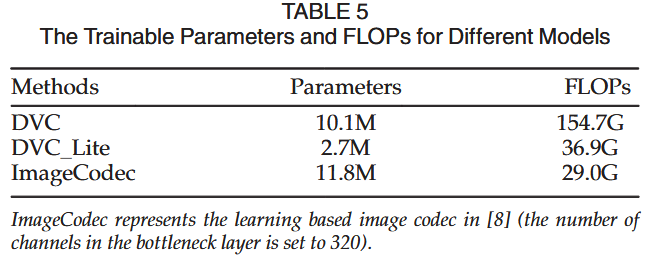 TABLE 5
The Trainable Parameters and FLOPs for Different Models
Methods Parameters FLOPs
DVC 10.1M 154.7G
DVC_Lite 2.7M 36.9G
ImageCodec 11.8M 29.0G
ImageCodec represents the learning based image codec in [8] (the number of
channels in the bottleneck layer is set to 320).